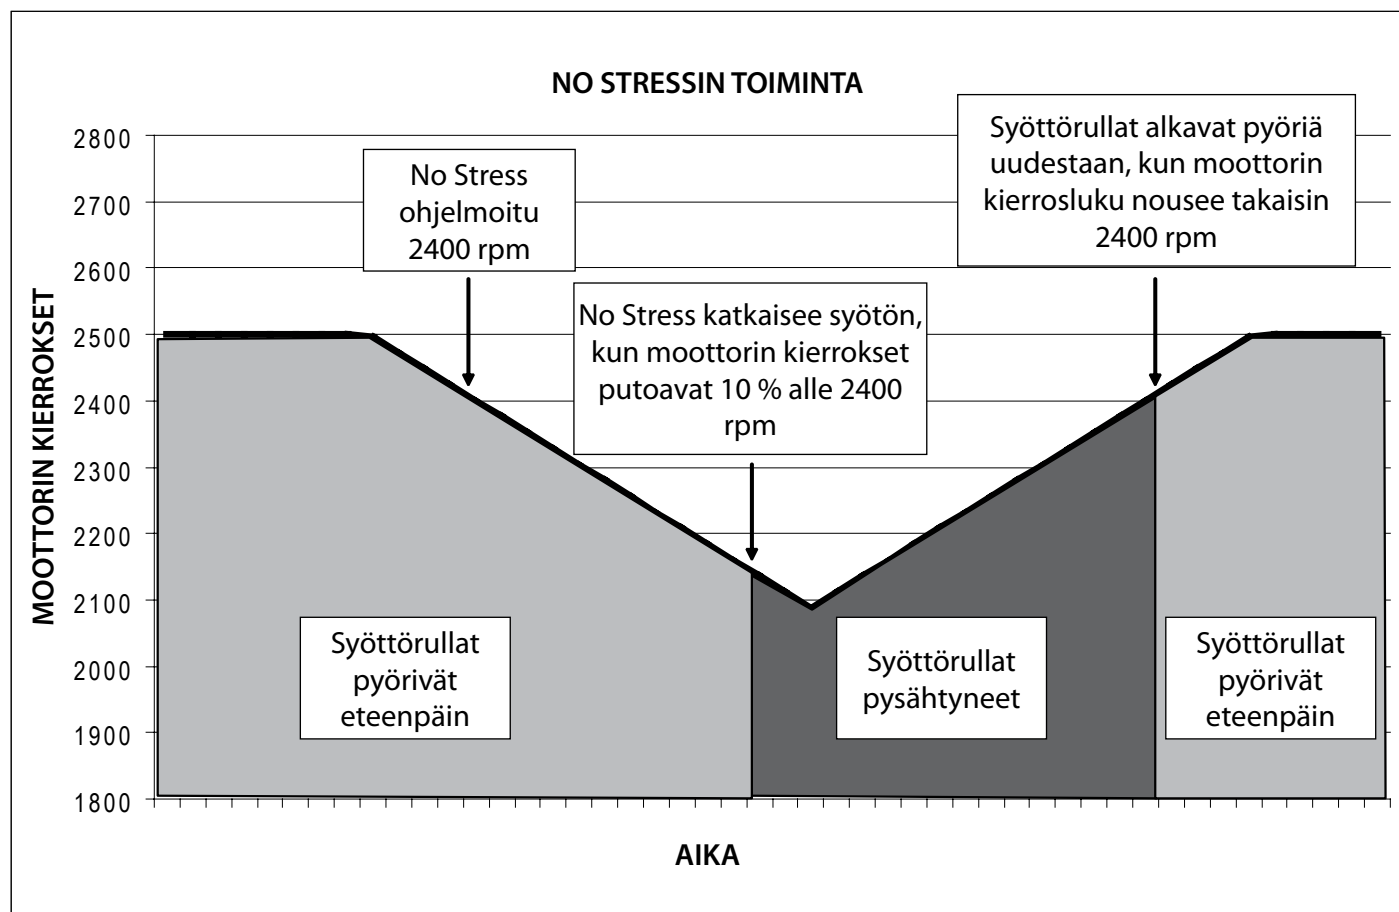 NO STRESSIN TOIMINTA
No Stress
ohjelmoitu
2400 rpm
Syöttörullat alkavat pyöriä
uudestaan, kun moottorin
kierrosluku nousee takaisin
2400 rpm
No Stress katkaisee syötön,
kun moottorin kierrokset
putoavat 10 % alle 2400
rpm
MOOTTORIN KIERROKSET
2800
2700
2600
2500
2400
2300
2200
2100
2000
1900
1800
Syöttörullat
pyörivät
eteenpäin
Syöttörullat
pysähtyneet
Syöttörullat
pyörivät
eteenpäin
AIKA